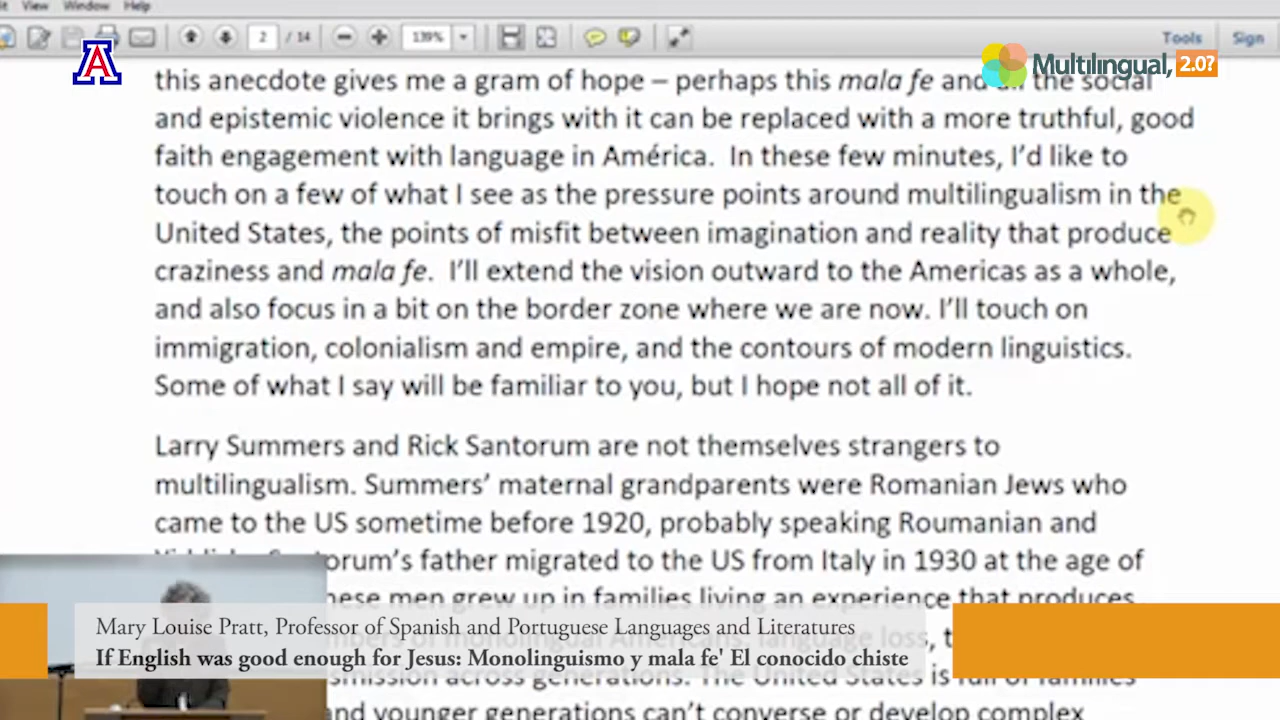 View Window Help
2 / 14 139% Tools Sign
A
Multilingual, 2.0?
this anecdote gives me a gram of hope – perhaps this mala fe and all the social
and epistemic violence it brings with it can be replaced with a more truthful, good
faith engagement with language in América. In these few minutes, I'd like to
touch on a few of what I see as the pressure points around multilingualism in the
United States, the points of misfit between imagination and reality that produce
craziness and mala fe. I'll extend the vision outward to the Americas as a whole,
and also focus in a bit on the border zone where we are now. I'll touch on
immigration, colonialism and empire, and the contours of modern linguistics.
Some of what I say will be familiar to you, but I hope not all of it.
Larry Summers and Rick Santorum are not themselves strangers to
multilingualism. Summers' maternal grandparents were Romanian Jews who
came to the US sometime before 1920, probably speaking Roumanian and
Santorum's father migrated to the US from Italy in 1930 at the age of
these men grew up in families living an experience that produces
Mary Louise Pratt, Professor of Spanish and Portuguese Languages and Literatures
of monolingual Americans, language loss,
If English was good enough for Jesus: Monolinguismo y mala fe' El conocido chiste
across generations. The United States is full of families
and younger generations can't converse or develop complex